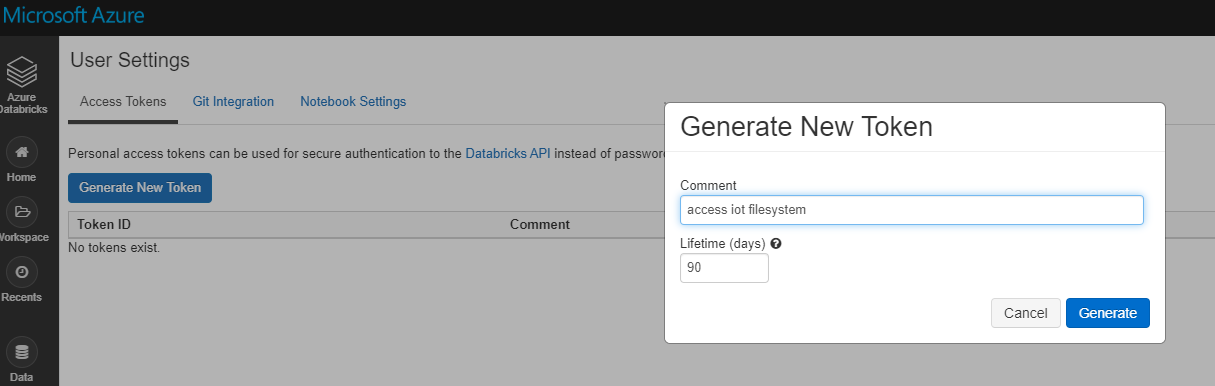 Microsoft Azure
Azure
Databricks
Home
Workspace
Recents
Data
User Settings
Access Tokens Git Integration Notebook Settings
Personal access tokens can be used for secure authentication to the Databricks API instead of passwor
Generate New Token
Token ID Comment
No tokens exist.
Generate New Token
Comment
access iot filesystem
Lifetime (days)
90
Cancel Generate